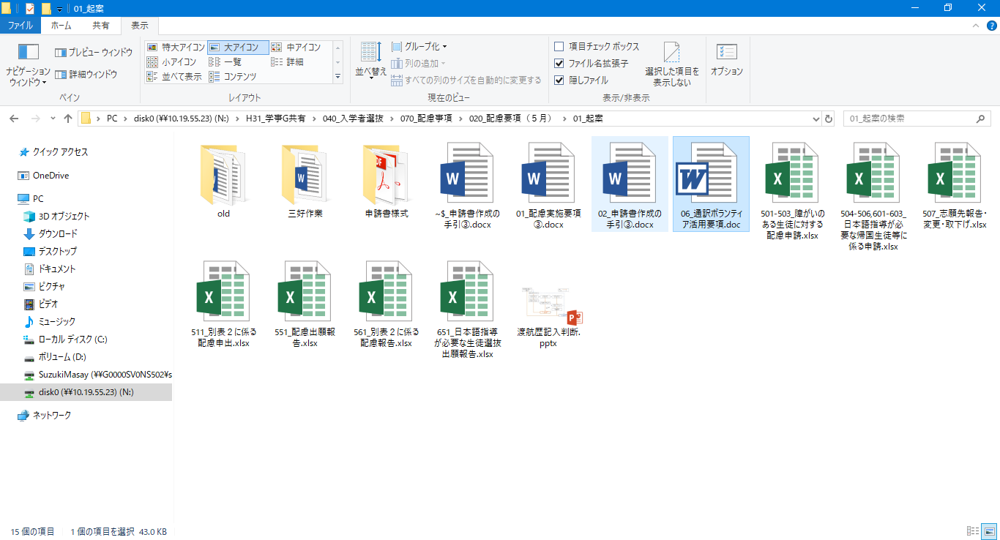 01_起案
ファイル ホーム 共有 表示
ナビゲーション
ウィンドウ
プレビュー ウィンドウ
詳細ウィンドウ
ペイン
特大アイコン 大アイコン 中アイコン
小アイコン 一覧 詳細
並べて表示 コンテンツ
レイアウト
並べ替え
グループ化
列の追加
すべての列のサイズを自動的に変更する
現在のビュー
項目チェック ボックス
ファイル名拡張子
隠しファイル
選択した項目を
表示しない
表示/非表示
オプション
PC disk0 (¥¥10.19.55.23) (N:) H31_学事G共有 040_入学者選抜 070_配慮事項 020_配慮要項（５月） 01_起案
01_起案の検索
クイック アクセス
OneDrive
PC
3D オブジェクト
ダウンロード
デスクトップ
ドキュメント
ピクチャ
ビデオ
ミュージック
ローカル ディスク (C:)
ボリューム (D:)
SuzukiMasay (¥¥G0000SV0NS502¥s
disk0 (¥¥10.19.55.23) (N:)
ネットワーク
old
三好作業
申請書様式
~$_申請書作成の
手引③.docx
01_配慮実施要項
③.docx
02_申請書作成の
手引③.docx
06_通訳ボランティ
ア活用要項.doc
501-503_障がいの
ある生徒に対する
配慮申請.xlsx
504-506,601-603_
日本語指導が必
要な帰国生徒等に
係る申請.xlsx
507_志願先報告・
変更・取下げ.xlsx
511_別表２に係る
配慮申出.xlsx
551_配慮出願報
告.xlsx
561_別表２に係る
配慮報告.xlsx
651_日本語指導
が必要な生徒選抜
出願報告.xlsx
渡航歴記入判断.
pptx
15 個の項目 1 個の項目を選択 43.0 KB